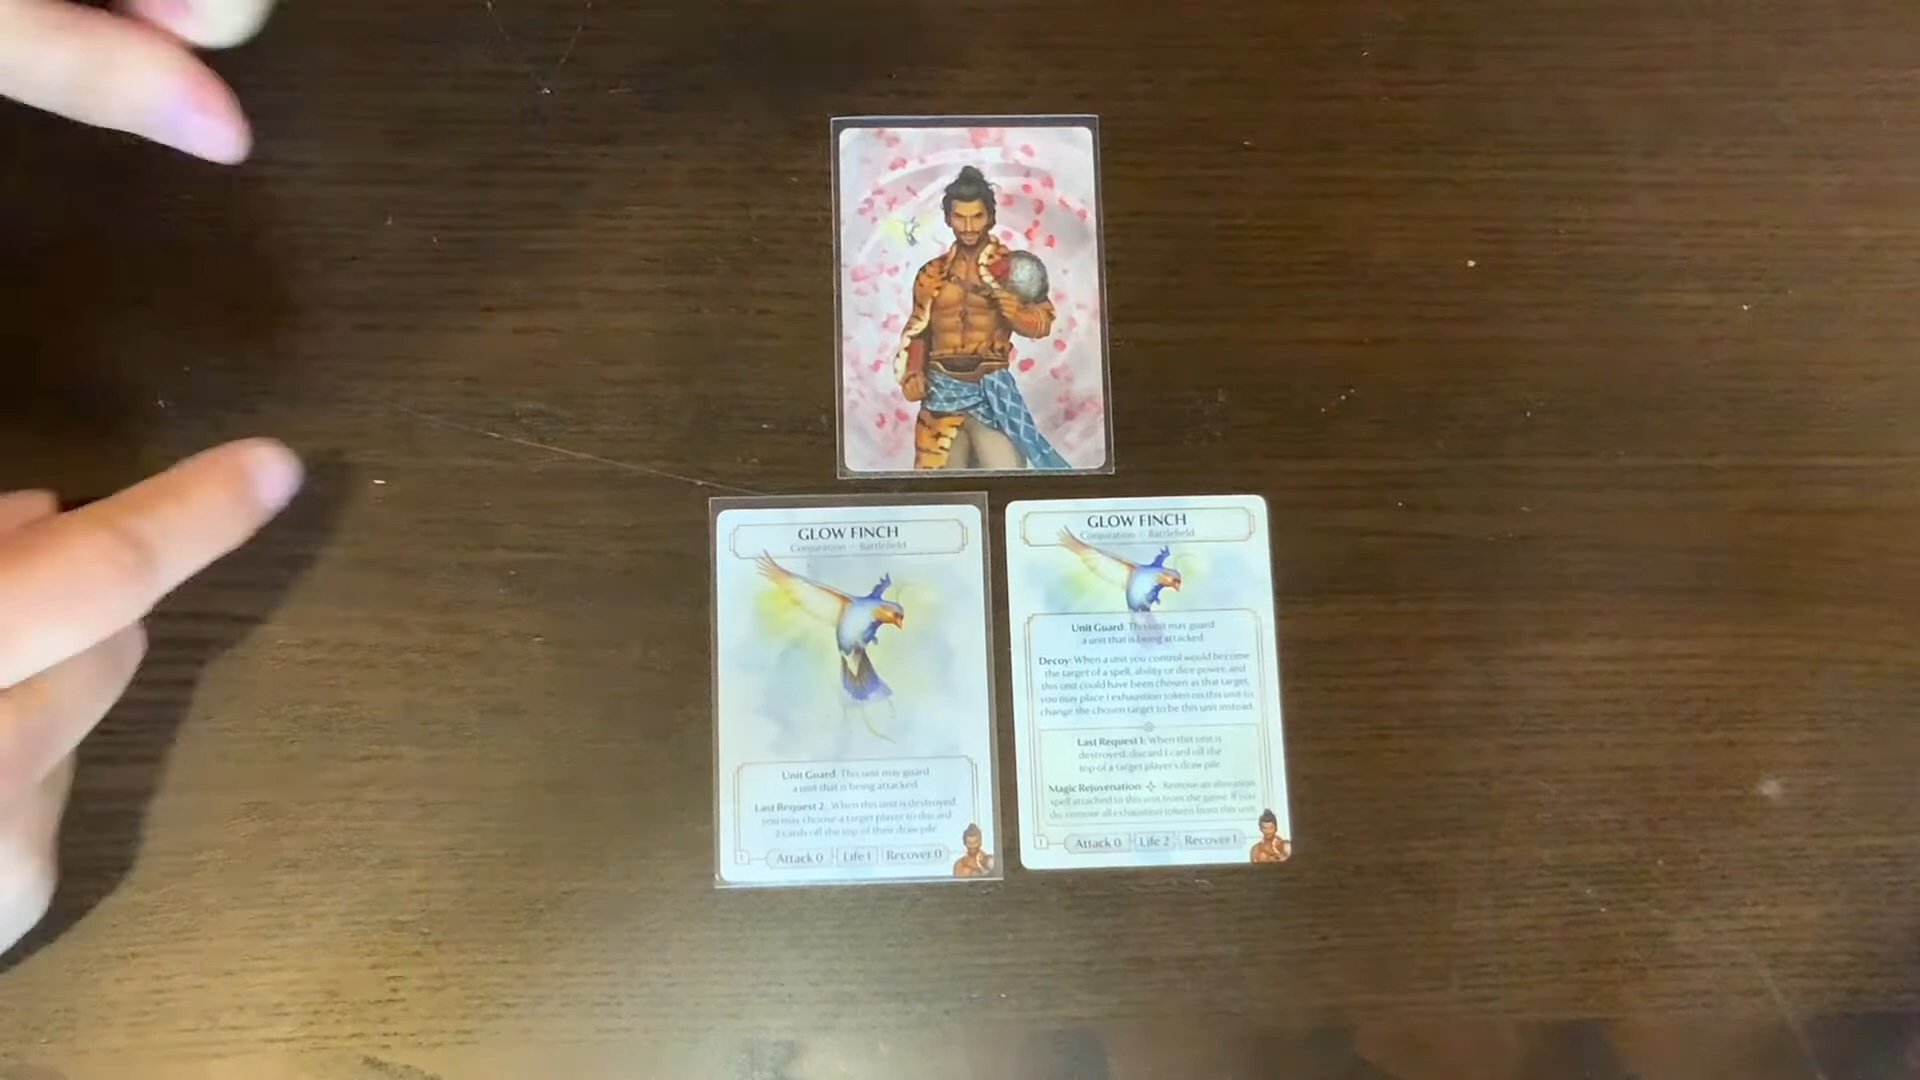 GLOW FINCH
Conjuration Battlefield
Unit Guard: This unit may guard
a unit that is being attacked.
Last Request 2: When this unit is destroyed
you may choose a target player to discard
2 cards off the top of their draw pile
1
Attack 0
Life 1
Recover 0
GLOW FINCH
Conjuration Battlefield
Unit Guard: This unit may guard
a unit that is being attacked.
Decoy: When a unit you control would become
the target of a spell, ability or dice power, and
this unit could have been chosen as that target,
you may place 1 exhaustion token on this unit to
change the chosen target to be this unit instead.
Last Request 1: When this unit is
destroyed, discard 1 card off the
top of a target player's draw pile
Magic Rejuvenation: Remove an alteration
spell attached to this unit from the game. If you
do, remove all exhaustion tokens from this unit.
1
Attack 0
Life 2
Recover 1